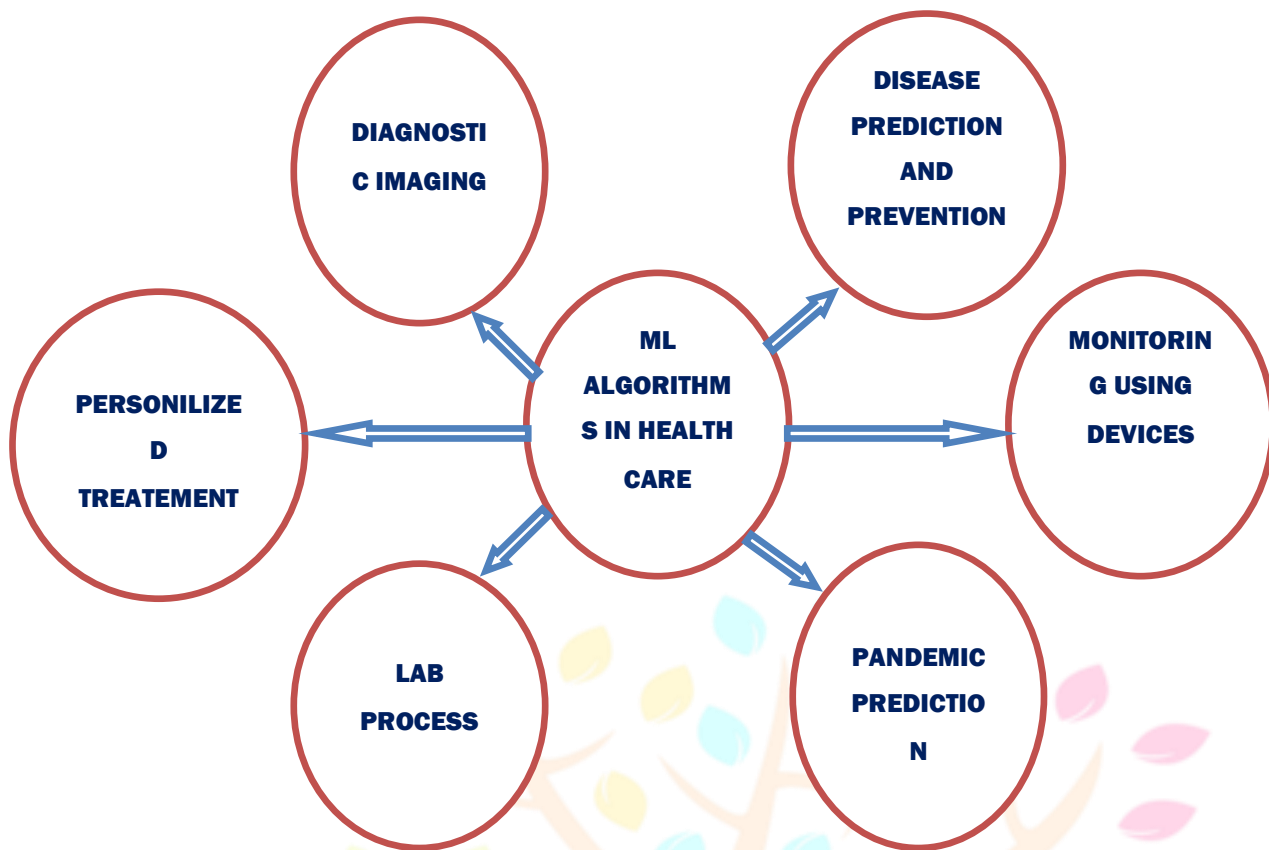 DIAGNOSTI
C IMAGING
DISEASE
PREDICTION
AND
PREVENTION
PERSONILIZE
D
TREATEMENT
ML
ALGORITHM
S IN HEALTH
CARE
MONITORIN
G USING
DEVICES
LAB
PROCESS
PANDEMIC
PREDICTIO
N